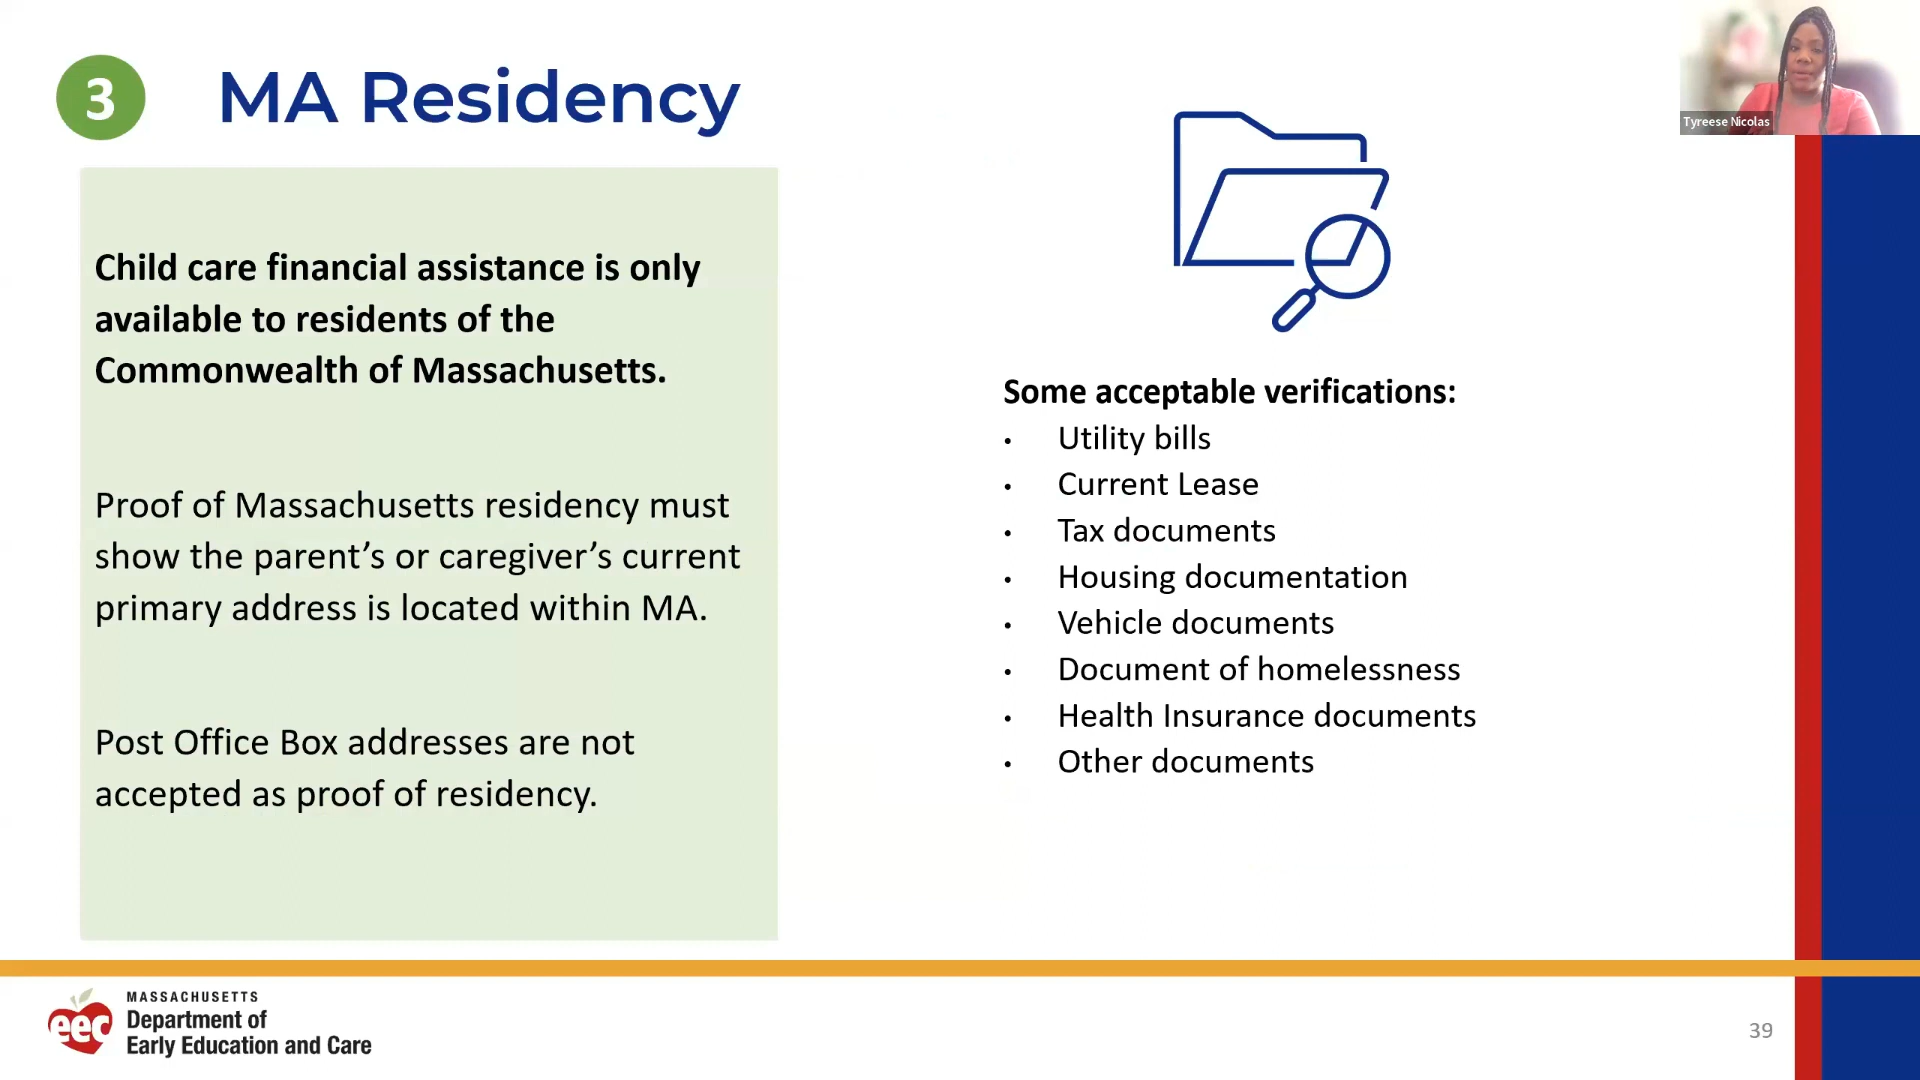 3
MA Residency
Tyreese Nicolas
Child care financial assistance is only
available to residents of the
Commonwealth of Massachusetts.
Proof of Massachusetts residency must
show the parent’s or caregiver’s current
primary address is located within MA.
Post Office Box addresses are not
accepted as proof of residency.
Some acceptable verifications:
• Utility bills
• Current Lease
• Tax documents
• Housing documentation
• Vehicle documents
• Document of homelessness
• Health Insurance documents
• Other documents
eec
MASSACHUSETTS
Department of
Early Education and Care
39